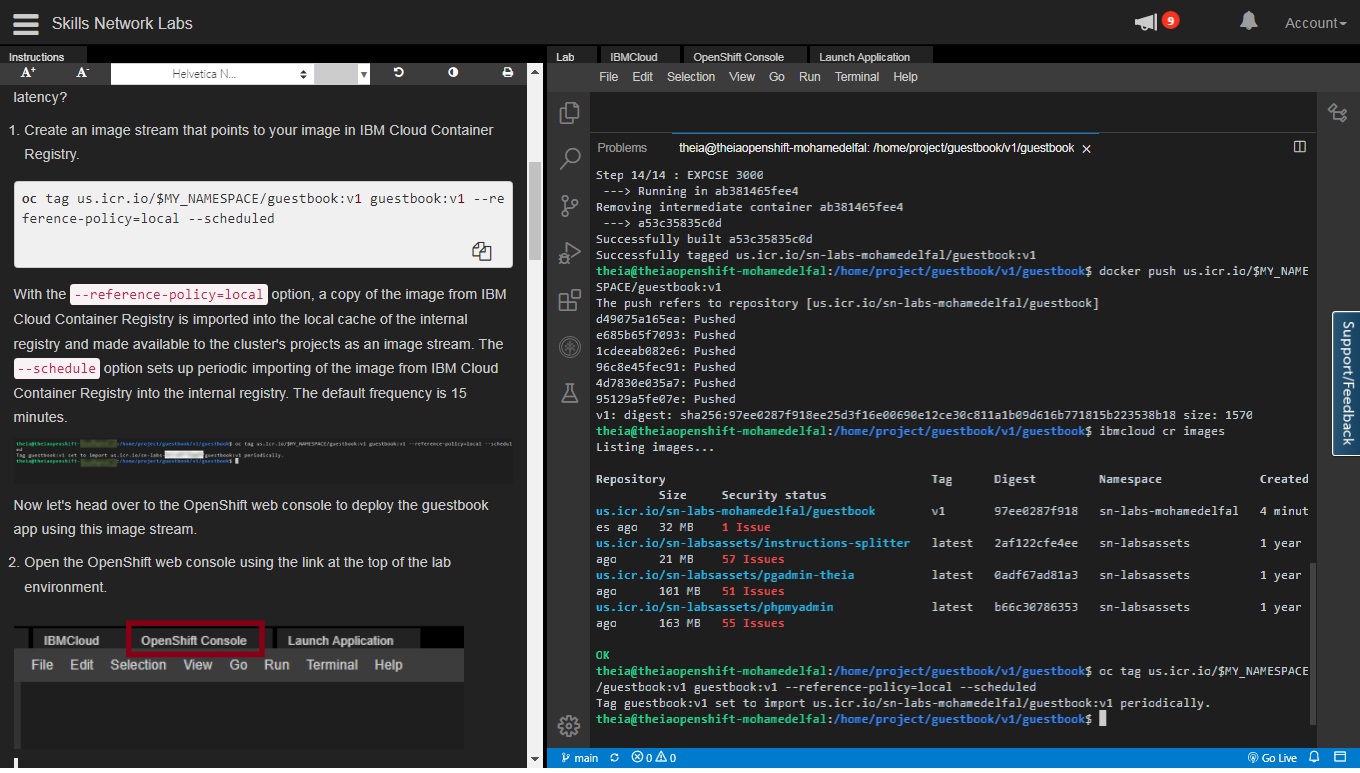 Skills Network Labs
9
Account
Instructions
A+
A-
Helvetica N...
latency?
1. Create an image stream that points to your image in IBM Cloud Container
Registry.
oc tag us.icr.io/$MY_NAMESPACE/guestbook:v1 guestbook:v1 --re
ference-policy=local --scheduled
With the --reference-policy=local option, a copy of the image from IBM
Cloud Container Registry is imported into the local cache of the internal
registry and made available to the cluster's projects as an image stream. The
--schedule option sets up periodic importing of the image from IBM Cloud
Container Registry into the internal registry. The default frequency is 15
minutes.
Now let's head over to the OpenShift web console to deploy the guestbook
app using this image stream.
2. Open the OpenShift web console using the link at the top of the lab
environment.
IBMCloud OpenShift Console Launch Application
File Edit Selection View Go Run Terminal Help
Lab IBMCloud OpenShift Console Launch Application
File Edit Selection View Go Run Terminal Help
Problems theia@theiaopenshift-mohamedelfal: /home/project/guestbook/v1/guestbook
Step 14/14 : EXPOSE 3000
---> Running in ab381465fee4
Removing intermediate container ab381465fee4
---> a53c35835c0d
Successfully built a53c35835c0d
Successfully tagged us.icr.io/sn-labs-mohamedelfal/guestbook:v1
theia@theiaopenshift-mohamedelfal:/home/project/guestbook/v1/guestbook$ docker push us.icr.io/$MY_NAME
SPACE/guestbook:v1
The push refers to repository [us.icr.io/sn-labs-mohamedelfal/guestbook]
d49075a165ea: Pushed
e685b65f7093: Pushed
1cdeeab082e6: Pushed
96c8e45fec91: Pushed
4d7830e035a7: Pushed
95129a5fe07e: Pushed
v1: digest: sha256:97ee0287f918ee25d3f16e00690e12ce30c811a1b09d616b771815b223538b18 size: 1570
theia@theiaopenshift-mohamedelfal:/home/project/guestbook/v1/guestbook$ ibmcloud cr images
Listing images...
Repository Tag Digest Namespace Created
Size Security status
us.icr.io/sn-labs-mohamedelfal/guestbook v1 97ee0287f918 sn-labs-mohamedelfal 4 minut
es ago 32 MB 1 Issue
us.icr.io/sn-labsassets/instructions-splitter latest 2af122cfe4ee sn-labsassets 1 year
ago 21 MB 57 Issues
us.icr.io/sn-labsassets/pgadmin-theia latest 0adf67ad81a3 sn-labsassets 1 year
ago 101 MB 51 Issues
us.icr.io/sn-labsassets/phpmyadmin latest b66c30786353 sn-labsassets 1 year
ago 163 MB 55 Issues
OK
theia@theiaopenshift-mohamedelfal:/home/project/guestbook/v1/guestbook$ oc tag us.icr.io/$MY_NAMESPACE
/guestbook:v1 guestbook:v1 --reference-policy=local --scheduled
Tag guestbook:v1 set to import us.icr.io/sn-labs-mohamedelfal/guestbook:v1 periodically.
theia@theiaopenshift-mohamedelfal:/home/project/guestbook/v1/guestbook$
Support/Feedback
main 0 0
Go Live